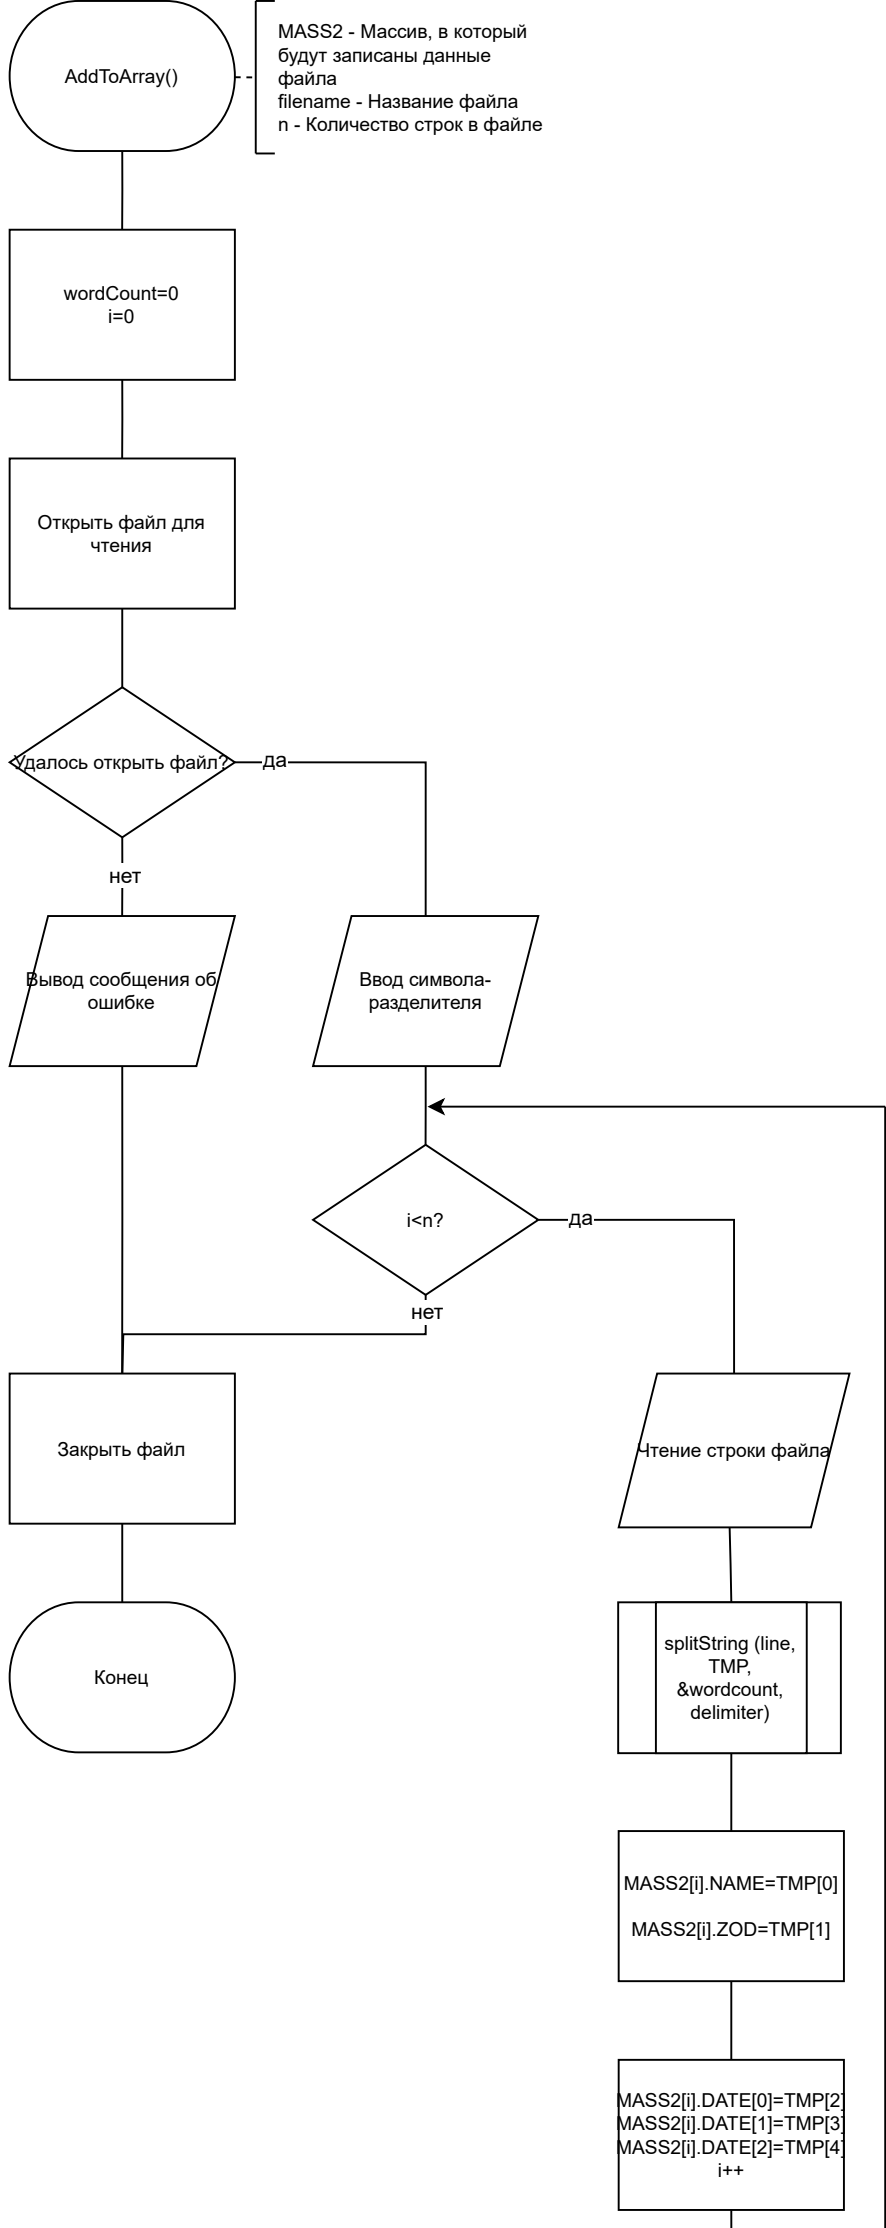 AddToArray()
MASS2 - Массив, в который
будут записаны данные
файла
filename - Название файла
n - Количество строк в файле
wordCount=0
i=0
Открыть файл для
чтения
Удалось открыть файл?
да
нет
Вывод сообщения об
ошибке
Ввод символа-
разделителя
i<n?
да
нет
Закрыть файл
Чтение строки файла
Конец
splitString (line,
TMP,
&wordcount,
delimiter)
MASS2[i].NAME=TMP[0]
MASS2[i].ZOD=TMP[1]
MASS2[i].DATE[0]=TMP[2]
MASS2[i].DATE[1]=TMP[3]
MASS2[i].DATE[2]=TMP[4]
i++